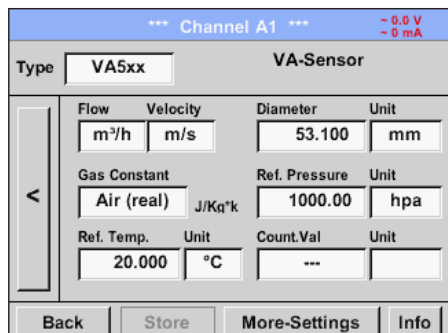 *** Channel A1 ***
~ 0.0 V
~ 0 mA
Type VA5xx VA-Sensor
Flow Velocity Diameter Unit
m³/h m/s 53.100 mm
Gas Constant Ref. Pressure Unit
< Air (real) J/Kg*k 1000.00 hpa
Ref. Temp. Unit Count.Val Unit
20.000 °C ---
Back Store More-Settings Info